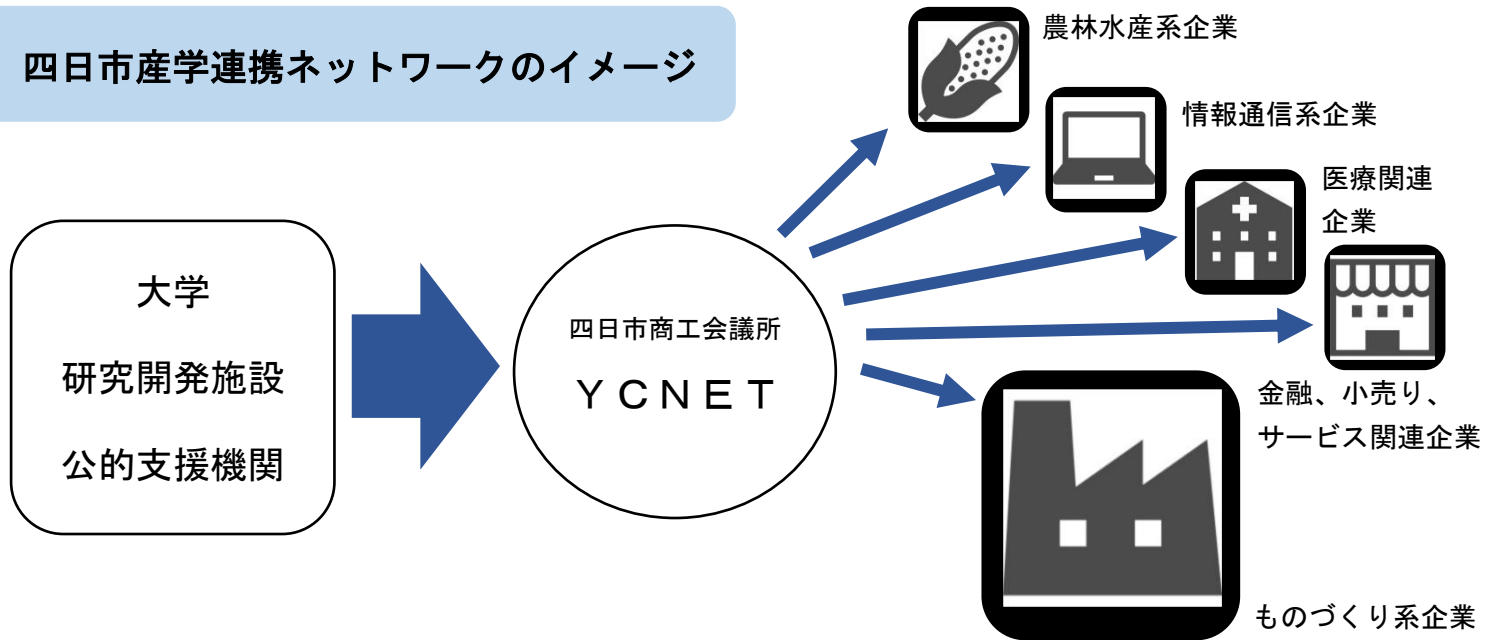 四日市産学連携ネットワークのイメージ
大学
研究開発施設
公的支援機関
四日市商工会議所
ＹＣＮＥＴ
農林水産系企業
情報通信系企業
医療関連
企業
金融、小売り、
サービス関連企業
ものづくり系企業